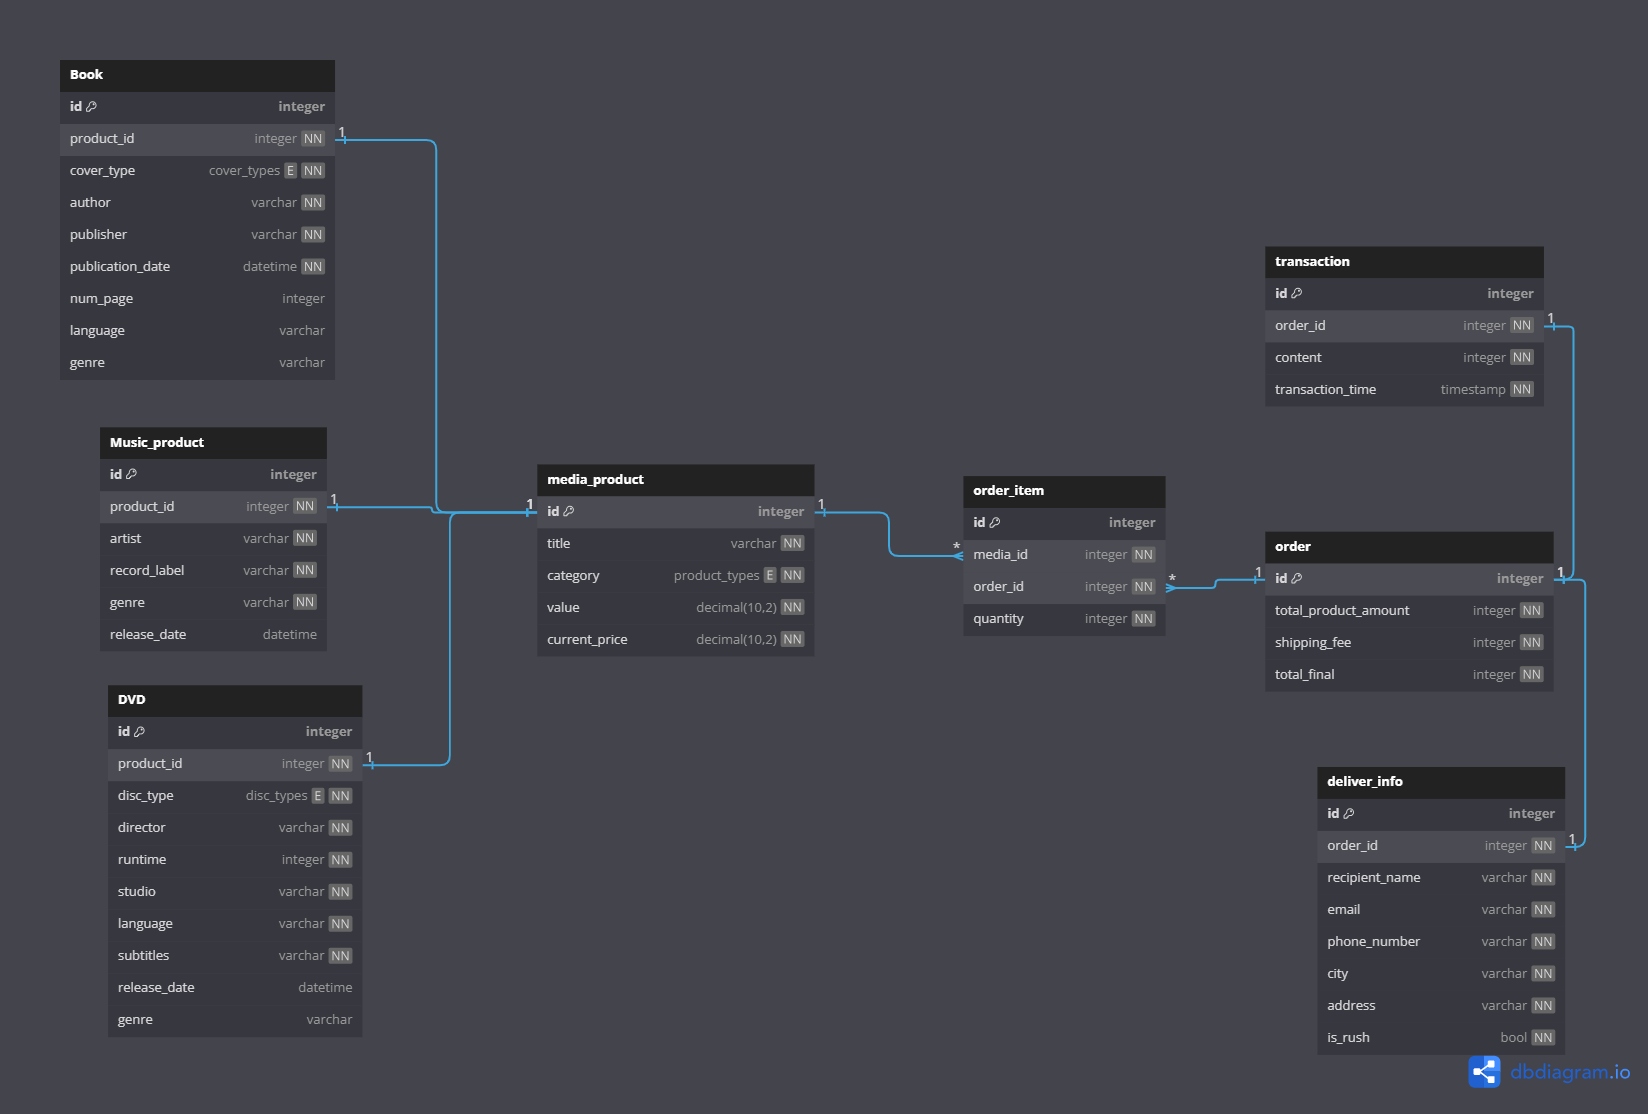 Book
id integer
product_id integer NN
cover_type cover_types E NN
author varchar NN
publisher varchar NN
publication_date datetime NN
num_page integer
language varchar
genre varchar
1
Music_product
id integer
product_id integer NN
artist varchar NN
record_label varchar NN
genre varchar NN
release_date datetime
1
DVD
id integer
product_id integer NN
disc_type disc_types E NN
director varchar NN
runtime integer NN
studio varchar NN
language varchar NN
subtitles varchar NN
release_date datetime
genre varchar
1
1
media_product
id integer
title varchar NN
category product_types E NN
value decimal(10,2) NN
current_price decimal(10,2) NN
1
*
order_item
id integer
media_id integer NN
order_id integer NN
quantity integer NN
*
1
transaction
id integer
order_id integer NN
content integer NN
transaction_time timestamp NN
1
order
id integer
total_product_amount integer NN
shipping_fee integer NN
total_final integer NN
1
deliver_info
id integer
order_id integer NN
recipient_name varchar NN
email varchar NN
phone_number varchar NN
city varchar NN
address varchar NN
is_rush bool NN
1
dbdiagram.io